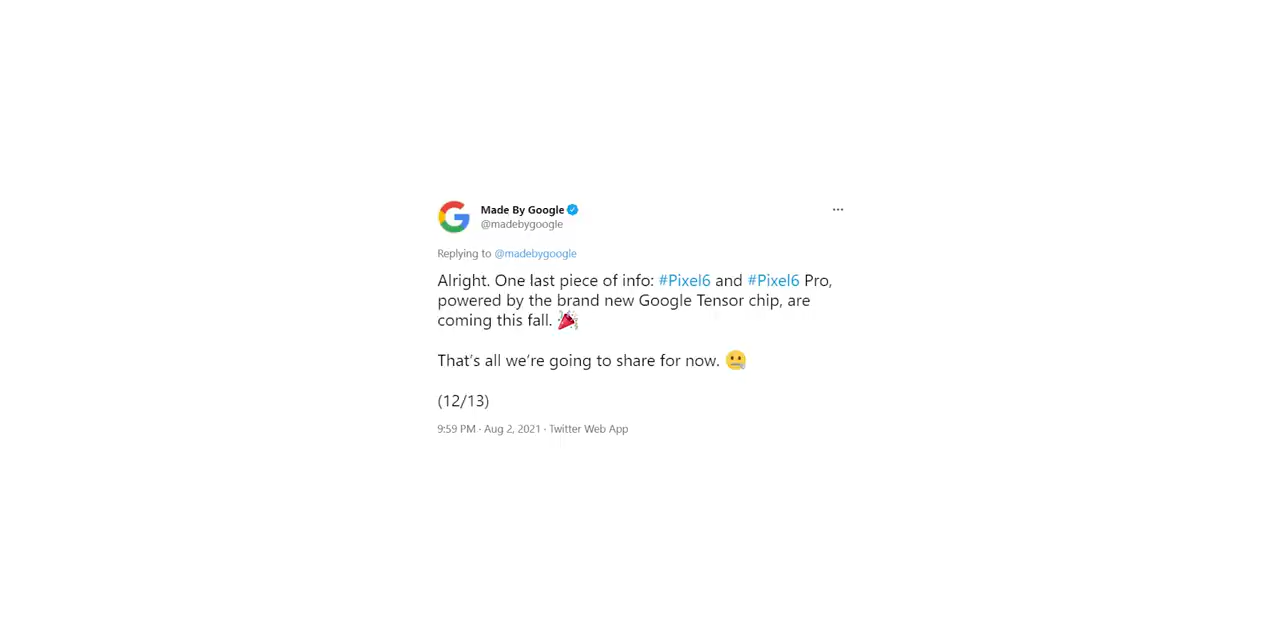 Made By Google
@madebygoogle
Replying to @madebygoogle
Alright. One last piece of info: #Pixel6 and #Pixel6 Pro,
powered by the brand new Google Tensor chip, are
coming this fall. 🎉
That’s all we’re going to share for now. 🤐
(12/13)
9:59 PM · Aug 2, 2021 · Twitter Web App